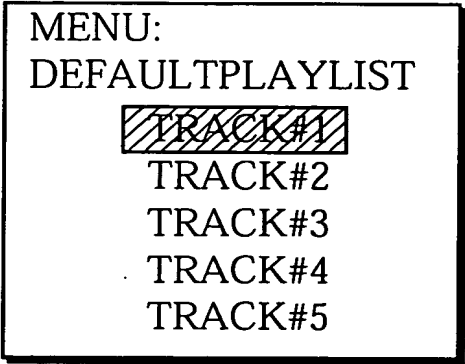 MENU:
DEFAULTPLAYLIST
TRACK#1
TRACK#2
TRACK#3
TRACK#4
TRACK#5